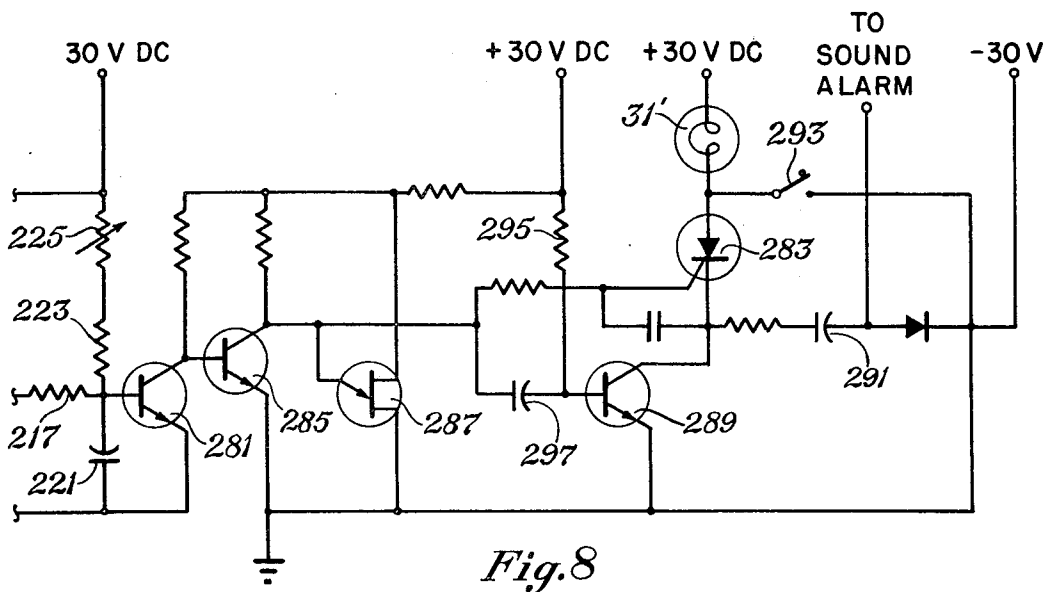 TO
30 V DC
+30 V DC
+30 V DC
SOUND
-30 V
ALARM
31'
293
225
295
283
223
291
217
281
285
287
297
289
221
Fig.8